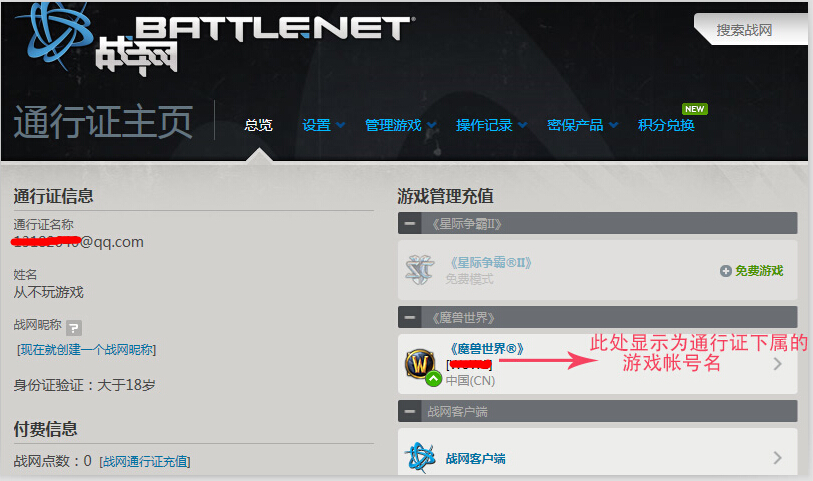 BATTLE.NET®
战网
搜索战网
通行证主页
总览
设置
管理游戏
操作记录
密保产品
积分兑换
NEW
通行证信息
通行证名称
@qq.com
姓名
从不玩游戏
战网昵称 ?
[现在就创建一个战网昵称]
身份证验证：大于18岁
付费信息
战网点数：0 [战网通行证充值]
游戏管理充值
《星际争霸II》
《星际争霸®II》
免费模式
免费游戏
《魔兽世界》
《魔兽世界®》
中国(CN)
此处显示为通行证下属的
游戏帐号名
战网客户端
战网客户端